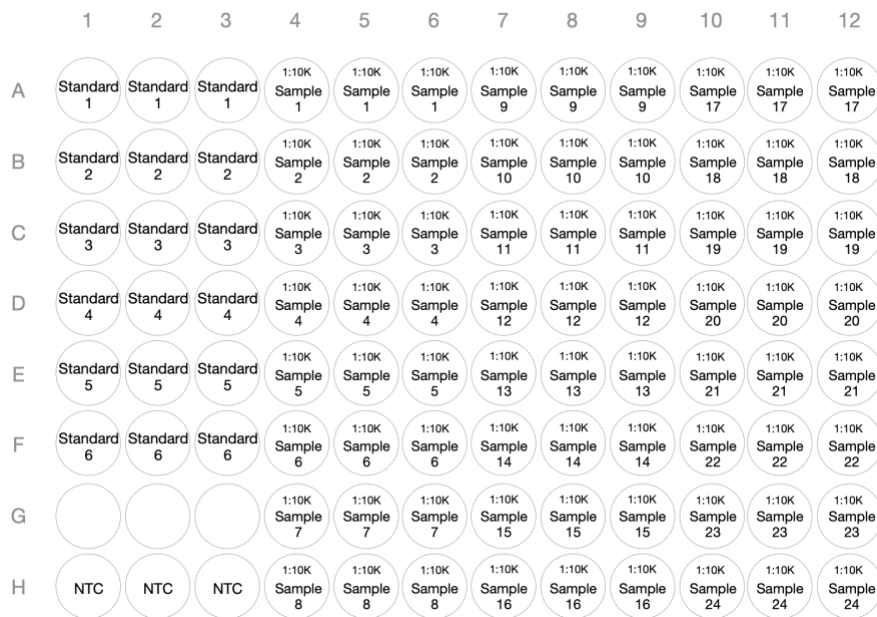 1 2 3 4 5 6 7 8 9 10 11 12
1:10K 1:10K 1:10K 1:10K 1:10K 1:10K 1:10K 1:10K 1:10K
A Standard Standard Standard Sample Sample Sample Sample Sample Sample Sample Sample Sample
1 1 1 1 1 1 9 9 9 17 17 17
1:10K 1:10K 1:10K 1:10K 1:10K 1:10K 1:10K 1:10K 1:10K
B Standard Standard Standard Sample Sample Sample Sample Sample Sample Sample Sample Sample
2 2 2 2 2 2 10 10 10 18 18 18
1:10K 1:10K 1:10K 1:10K 1:10K 1:10K 1:10K 1:10K 1:10K
C Standard Standard Standard Sample Sample Sample Sample Sample Sample Sample Sample Sample
3 3 3 3 3 3 11 11 11 19 19 19
1:10K 1:10K 1:10K 1:10K 1:10K 1:10K 1:10K 1:10K 1:10K
D Standard Standard Standard Sample Sample Sample Sample Sample Sample Sample Sample Sample
4 4 4 4 4 4 12 12 12 20 20 20
1:10K 1:10K 1:10K 1:10K 1:10K 1:10K 1:10K 1:10K 1:10K
E Standard Standard Standard Sample Sample Sample Sample Sample Sample Sample Sample Sample
5 5 5 5 5 5 13 13 13 21 21 21
1:10K 1:10K 1:10K 1:10K 1:10K 1:10K 1:10K 1:10K 1:10K
F Standard Standard Standard Sample Sample Sample Sample Sample Sample Sample Sample Sample
6 6 6 6 6 6 14 14 14 22 22 22
1:10K 1:10K 1:10K 1:10K 1:10K 1:10K 1:10K 1:10K 1:10K
G Sample Sample Sample Sample Sample Sample Sample Sample Sample
7 7 7 15 15 15 23 23 23
1:10K 1:10K 1:10K 1:10K 1:10K 1:10K 1:10K 1:10K 1:10K
H NTC NTC NTC Sample Sample Sample Sample Sample Sample Sample Sample Sample
8 8 8 16 16 16 24 24 24